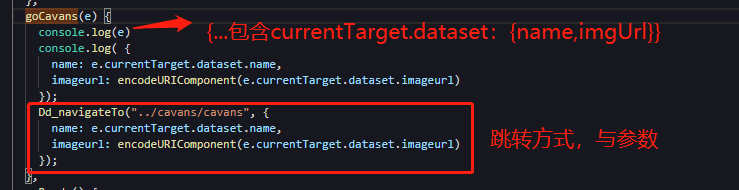 goCavans(e) {
console.log(e)
{...包含currentTarget.dataset：{name,imgUrl}}
console.log( {
name: e.currentTarget.dataset.name,
imageurl: encodeURIComponent(e.currentTarget.dataset.imageurl)
});
Dd_navigateTo("../cavans/cavans", {
name: e.currentTarget.dataset.name,
imageurl: encodeURIComponent(e.currentTarget.dataset.imageurl)
});
跳转方式，与参数
},